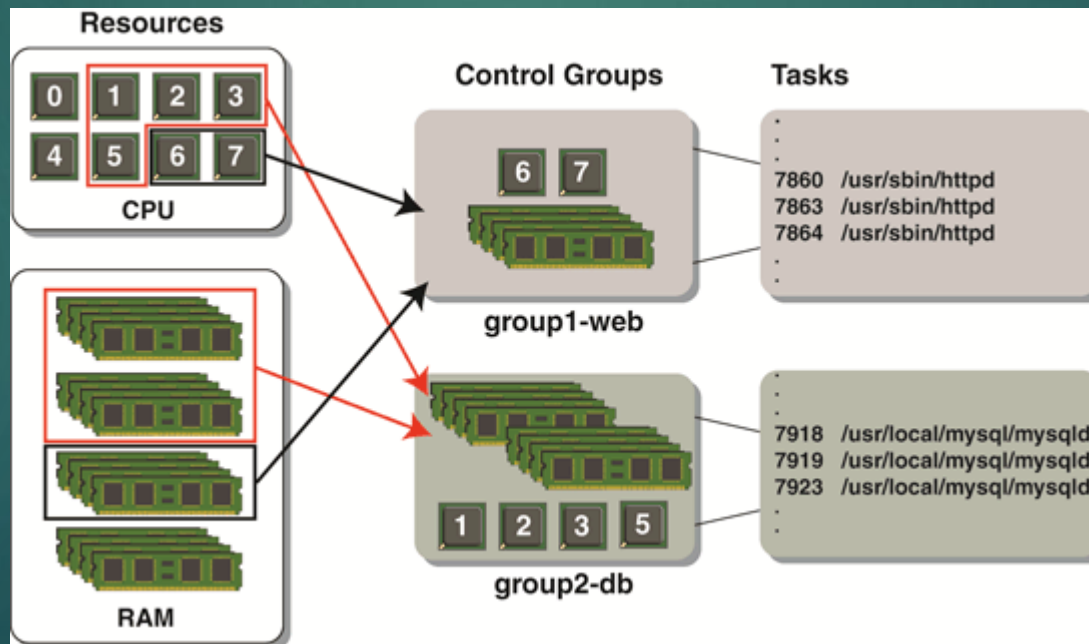 Resources
0 1 2 3
4 5 6 7
CPU
RAM
Control Groups
6 7
group1-web
1 2 3 5
group2-db
Tasks
.
.
.
7860 /usr/sbin/httpd
7863 /usr/sbin/httpd
7864 /usr/sbin/httpd
.
.
.
.
.
7918 /usr/local/mysql/mysqld
7919 /usr/local/mysql/mysqld
7923 /usr/local/mysql/mysqld
.
.